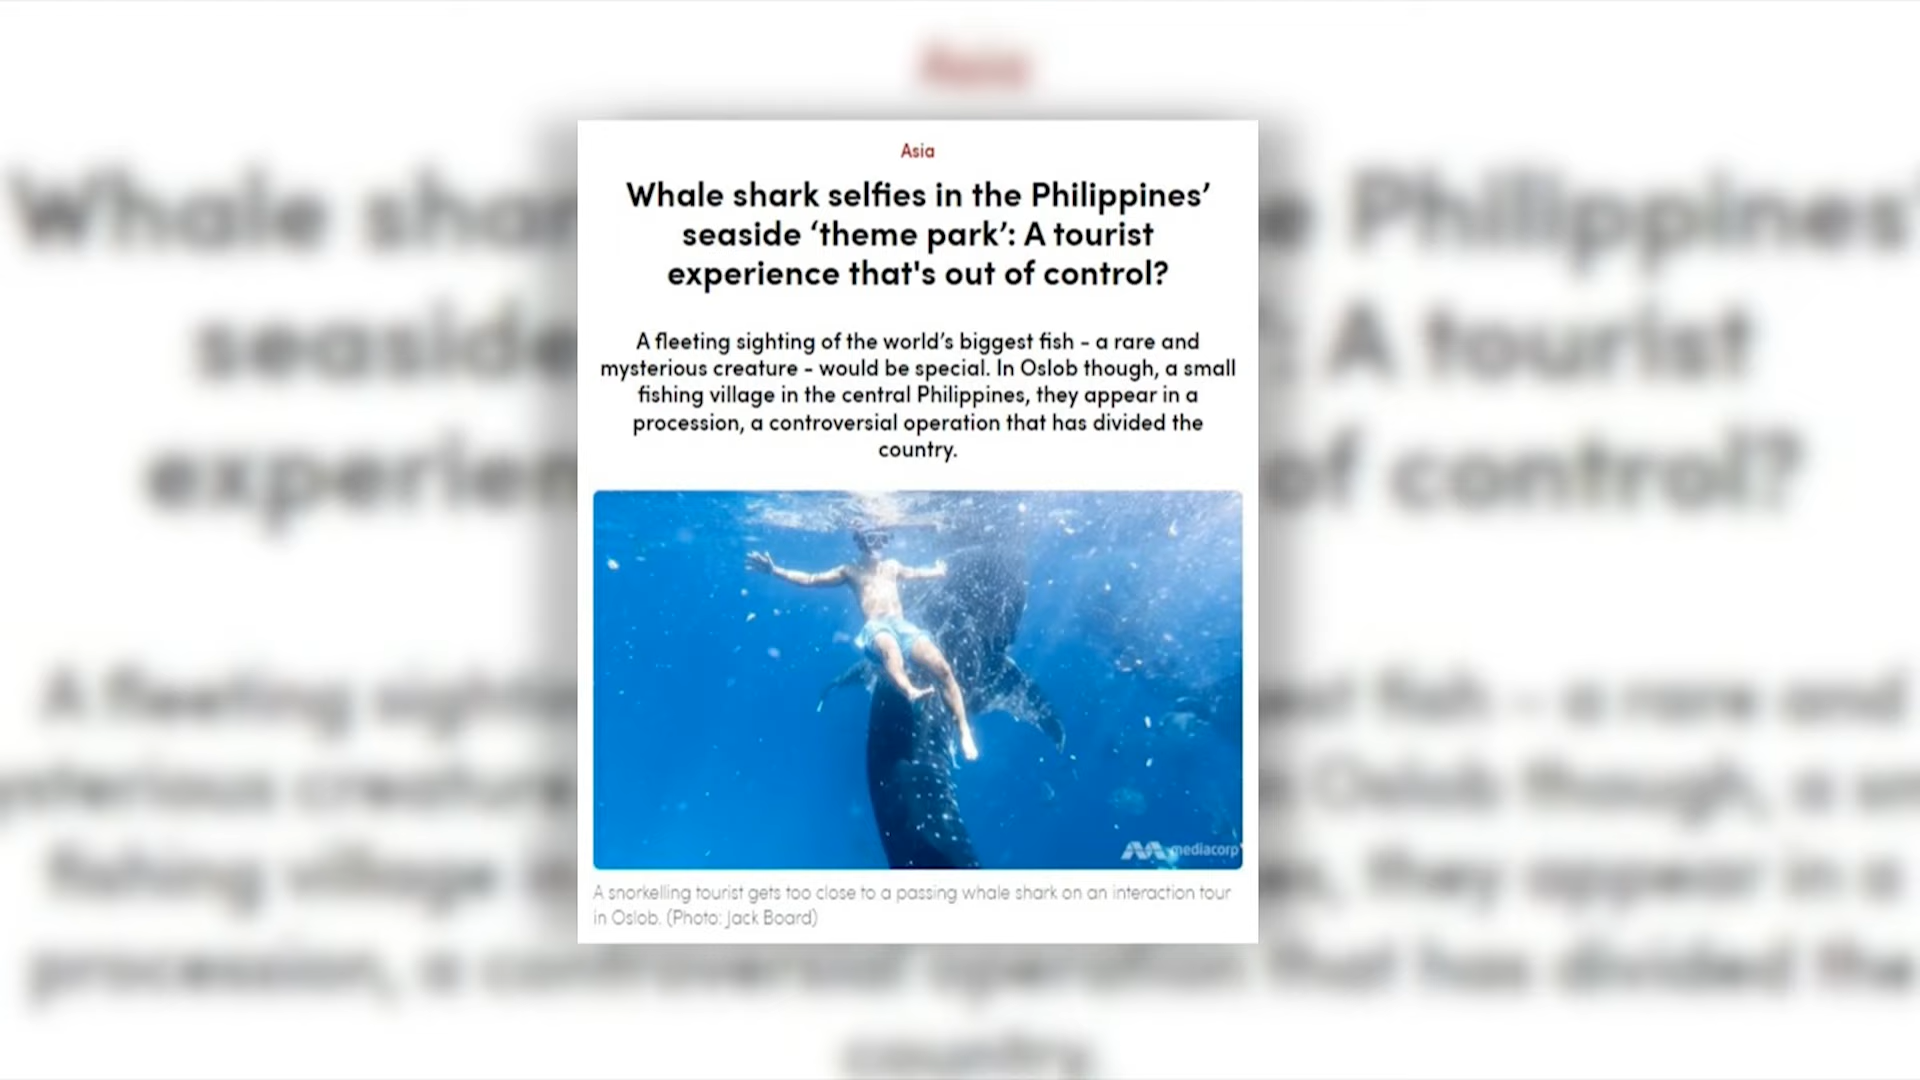 Asia
Whale shark selfies in the Philippines’
seaside ‘theme park’: A tourist
experience that's out of control?
A fleeting sighting of the world’s biggest fish - a rare and
mysterious creature - would be special. In Oslob though, a small
fishing village in the central Philippines, they appear in a
procession, a controversial operation that has divided the
country.
mediacorp
A snorkelling tourist gets too close to a passing whale shark on an interaction tour
in Oslob. (Photo: Jack Board)